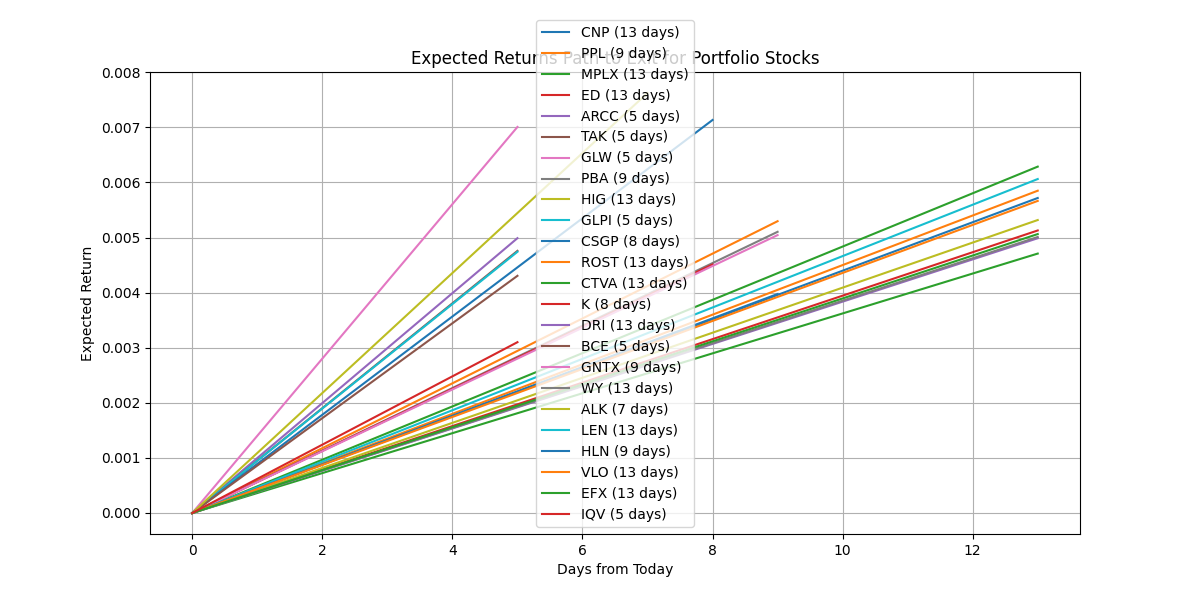 Expected Returns Path to Exit for Portfolio Stocks
CNP (13 days)
PPL (9 days)
MPLX (13 days)
ED (13 days)
ARCC (5 days)
TAK (5 days)
GLW (5 days)
PBA (9 days)
HIG (13 days)
GLPI (5 days)
CSGP (8 days)
ROST (13 days)
CTVA (13 days)
K (8 days)
DRI (13 days)
BCE (5 days)
GNTX (9 days)
WY (13 days)
ALK (7 days)
LEN (13 days)
HLN (9 days)
VLO (13 days)
EFX (13 days)
IQV (5 days)
Expected Return
0.008
0.007
0.006
0.005
0.004
0.003
0.002
0.001
0.000
0 2 4 6 8 10 12
Days from Today